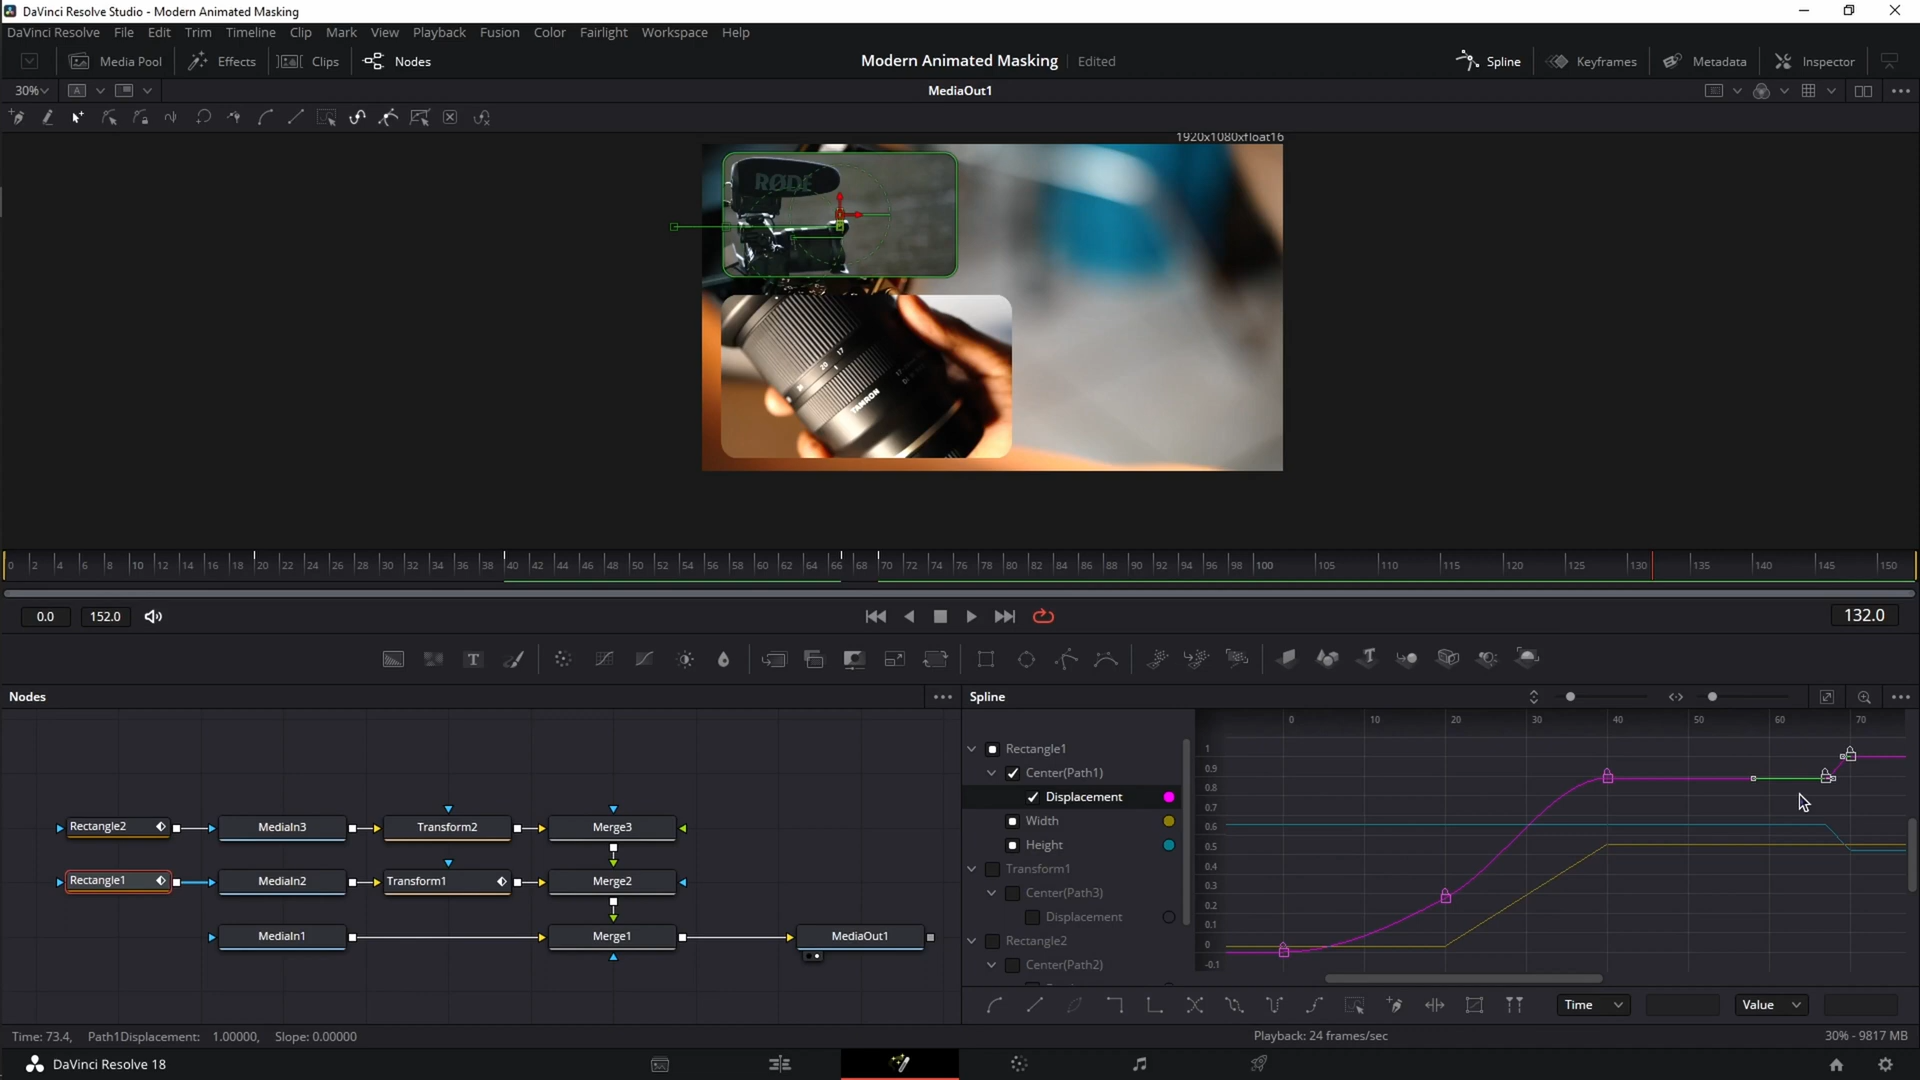 DaVinci Resolve Studio - Modern Animated Masking
DaVinci Resolve File Edit Trim Timeline Clip Mark View Playback Fusion Color Fairlight Workspace Help
Media Pool Effects Clips Nodes Modern Animated Masking Edited Spline Keyframes Metadata Inspector
30% A MediaOut1
1920x1080xfloat16
RØDE
24 20 17
TAMRON
0 2 4 6 8 10 12 14 16 18 20 22 24 26 28 30 32 34 36 38 40 42 44 46 48 50 52 54 56 58 60 62 64 66 68 70 72 74 76 78 80 82 84 86 88 90 92 94 96 98 100 105 110 115 120 125 130 135 140 145 150
0.0 152.0 132.0
T T
Nodes
Spline
0 10 20 30 40 50 60 70
Rectangle1
Center(Path1)
Displacement
Width
Height
Transform1
Center(Path3)
Displacement
Rectangle2
Center(Path2)
1
0.9
0.8
0.7
0.6
0.5
0.4
0.3
0.2
0.1
0
-0.1
Rectangle2 MediaIn3 Transform2 Merge3
Rectangle1 MediaIn2 Transform1 Merge2
MediaIn1 Merge1 MediaOut1
Time Value
Time: 73.4, Path1Displacement: 1.00000, Slope: 0.00000
Playback: 24 frames/sec
30% - 9817 MB
DaVinci Resolve 18